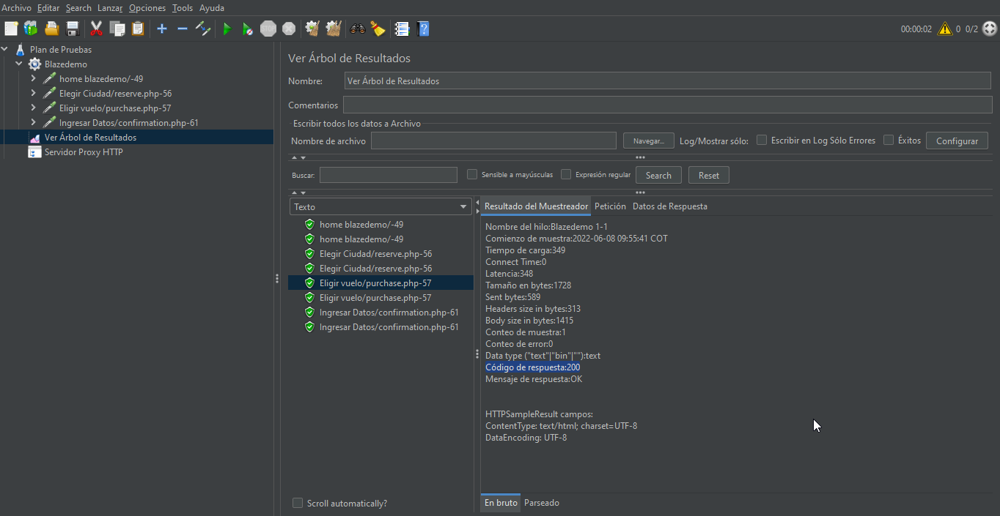 Archivo Editar Search Lanzar Opciones Tools Ayuda
STOP
00:00:02 0 0/2
Plan de Pruebas
Blazedemo
home blazedemo/-49
Elegir Ciudad/reserve.php-56
Eligir vuelo/purchase.php-57
Ingresar Datos/confirmation.php-61
Ver Árbol de Resultados
Servidor Proxy HTTP
Ver Árbol de Resultados
Nombre: Ver Árbol de Resultados
Comentarios
Escribir todos los datos a Archivo
Nombre de archivo Navegar... Log/Mostrar sólo: Escribir en Log Sólo Errores Éxitos Configurar
Buscar: Sensible a mayúsculas Expresión regular Search Reset
Texto
home blazedemo/-49
home blazedemo/-49
Elegir Ciudad/reserve.php-56
Elegir Ciudad/reserve.php-56
Eligir vuelo/purchase.php-57
Eligir vuelo/purchase.php-57
Ingresar Datos/confirmation.php-61
Ingresar Datos/confirmation.php-61
Scroll automatically?
Resultado del Muestreador Petición Datos de Respuesta
Nombre del hilo:Blazedemo 1-1
Comienzo de muestra:2022-06-08 09:55:41 COT
Tiempo de carga:349
Connect Time:0
Latencia:348
Tamaño en bytes:1728
Sent bytes:589
Headers size in bytes:313
Body size in bytes:1415
Conteo de muestra:1
Conteo de error:0
Data type ("text"|"bin"|""):text
Código de respuesta:200
Mensaje de respuesta:OK
HTTPSampleResult campos:
ContentType: text/html; charset=UTF-8
DataEncoding: UTF-8
En bruto Parseado